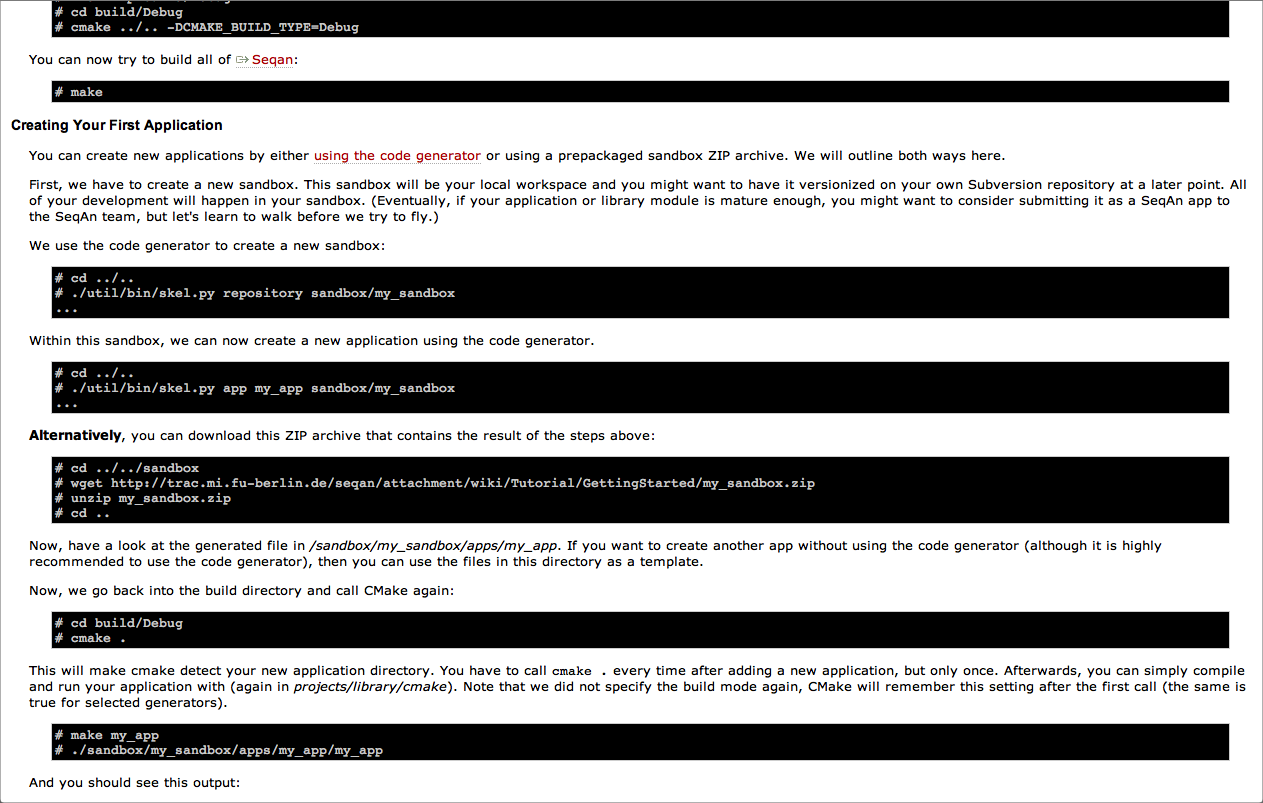 # cd build/Debug
# cmake ../.. -DCMAKE_BUILD_TYPE=Debug
You can now try to build all of Seqan:
# make
Creating Your First Application
You can create new applications by either using the code generator or using a prepackaged sandbox ZIP archive. We will outline both ways here.
First, we have to create a new sandbox. This sandbox will be your local workspace and you might want to have it versionized on your own Subversion repository at a later point. All
of your development will happen in your sandbox. (Eventually, if your application or library module is mature enough, you might want to consider submitting it as a SeqAn app to
the SeqAn team, but let's learn to walk before we try to fly.)
We use the code generator to create a new sandbox:
# cd ../..
# ./util/bin/skel.py repository sandbox/my_sandbox
...
Within this sandbox, we can now create a new application using the code generator.
# cd ../..
# ./util/bin/skel.py app my_app sandbox/my_sandbox
...
Alternatively, you can download this ZIP archive that contains the result of the steps above:
# cd ../../sandbox
# wget http://trac.mi.fu-berlin.de/seqan/attachment/wiki/Tutorial/GettingStarted/my_sandbox.zip
# unzip my_sandbox.zip
# cd ..
Now, have a look at the generated file in /sandbox/my_sandbox/apps/my_app. If you want to create another app without using the code generator (although it is highly
recommended to use the code generator), then you can use the files in this directory as a template.
Now, we go back into the build directory and call CMake again:
# cd build/Debug
# cmake .
This will make cmake detect your new application directory. You have to call cmake . every time after adding a new application, but only once. Afterwards, you can simply compile
and run your application with (again in projects/library/cmake). Note that we did not specify the build mode again, CMake will remember this setting after the first call (the same is
true for selected generators).
# make my_app
# ./sandbox/my_sandbox/apps/my_app/my_app
And you should see this output: